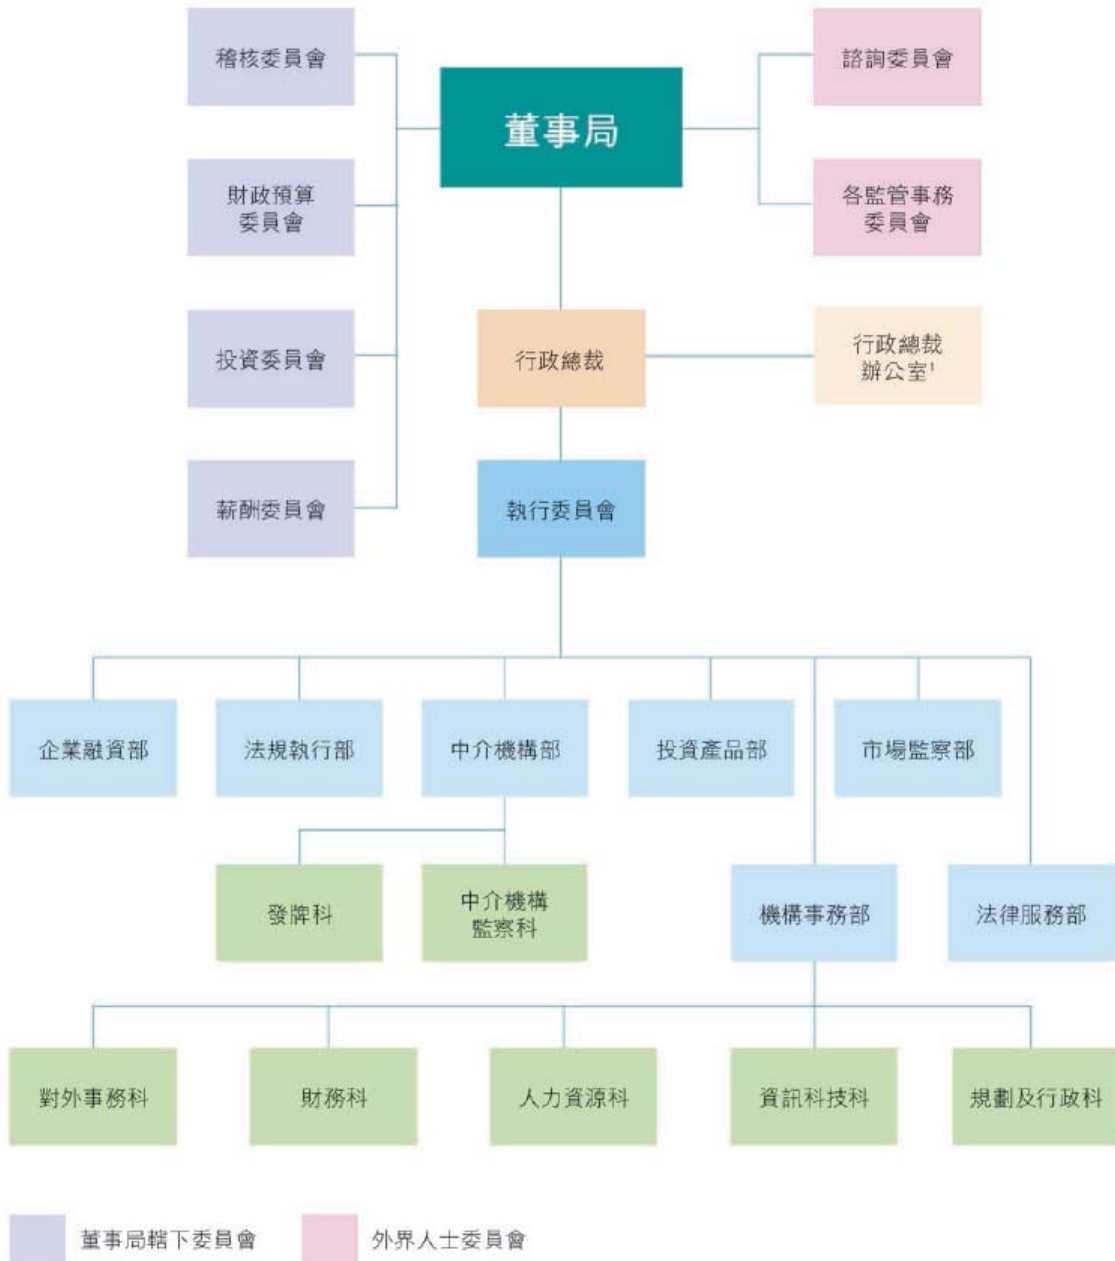 稽核委員會
諮詢委員會
董事局
財政預算
委員會
各監管事務
委員會
投資委員會
行政總裁
行政總裁
辦公室¹
薪酬委員會
執行委員會
企業融資部
法規執行部
中介機構部
投資產品部
市場監察部
發牌科
中介機構
監察科
機構事務部
法律服務部
對外事務科
財務科
人力資源科
資訊科技科
規劃及行政科
董事局轄下委員會
外界人士委員會